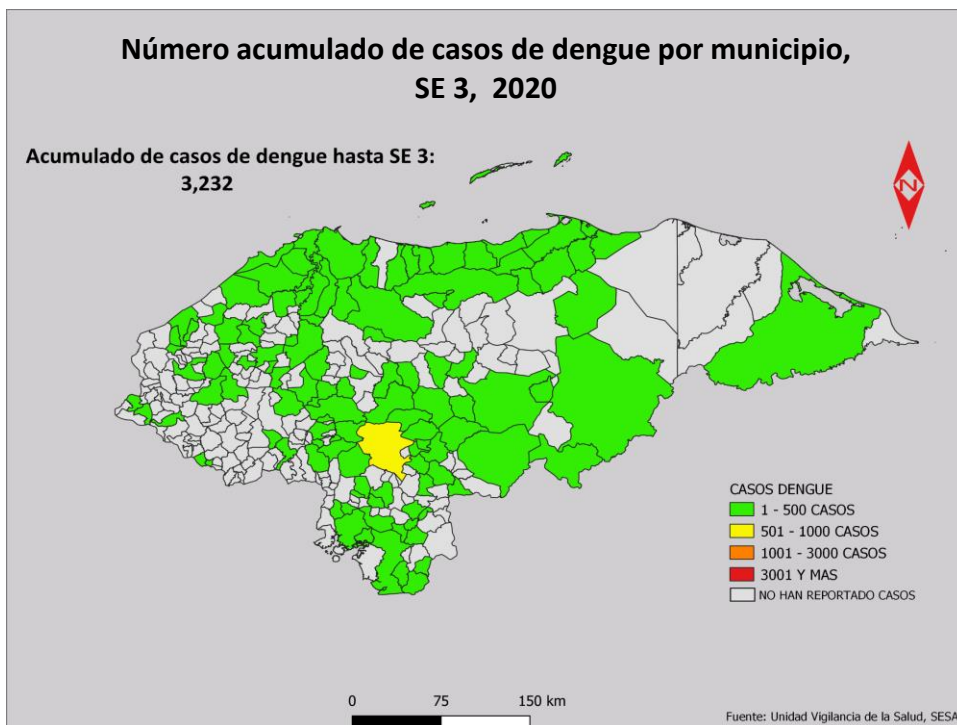 Número acumulado de casos de dengue por municipio,
SE 3, 2020
Acumulado de casos de dengue hasta SE 3:
3,232
N
CASOS DENGUE
1 - 500 CASOS
501 - 1000 CASOS
1001 - 3000 CASOS
3001 Y MAS
NO HAN REPORTADO CASOS
0 75 150 km
Fuente: Unidad Vigilancia de la Salud, SESA